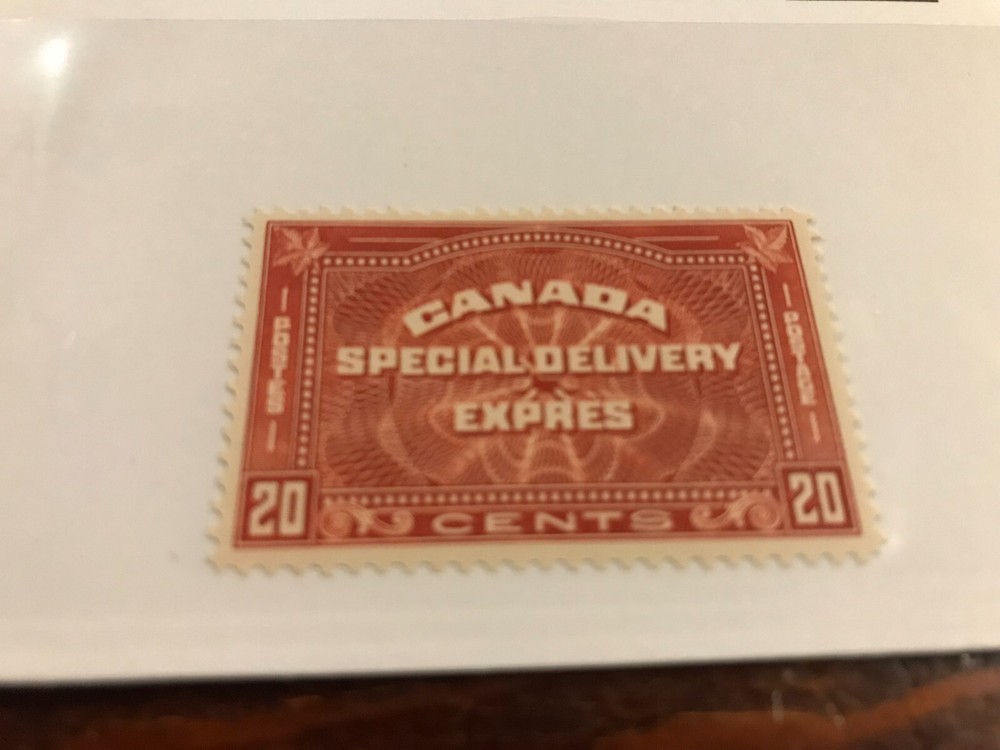 CANADA
SPECIAL DELIVERY
EXPRES
POSTES
POSTAGE
20
CENTS
20